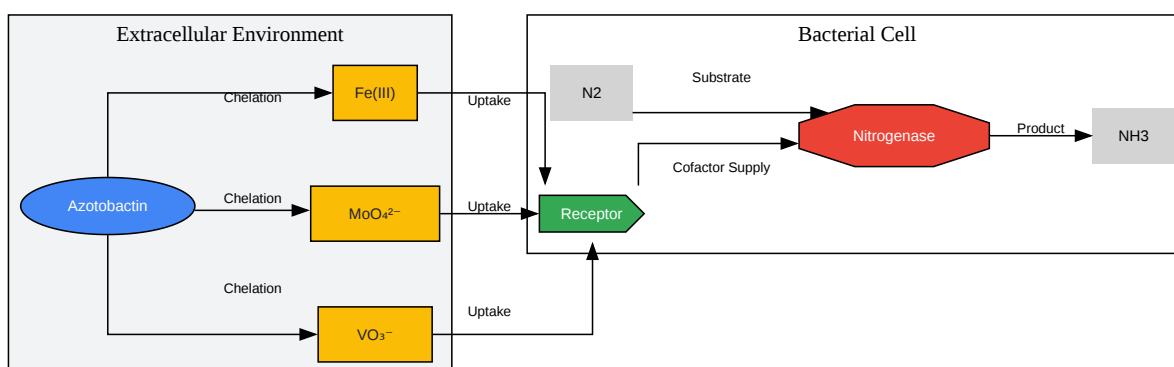 Extracellular Environment
Bacterial Cell
Fe(III)
Chelation
Uptake
N2
Substrate
Nitrogenase
Product
NH3
Cofactor Supply
Azotobactin
Chelation
MoO₄²⁻
Uptake
Receptor
Chelation
VO₃⁻
Uptake